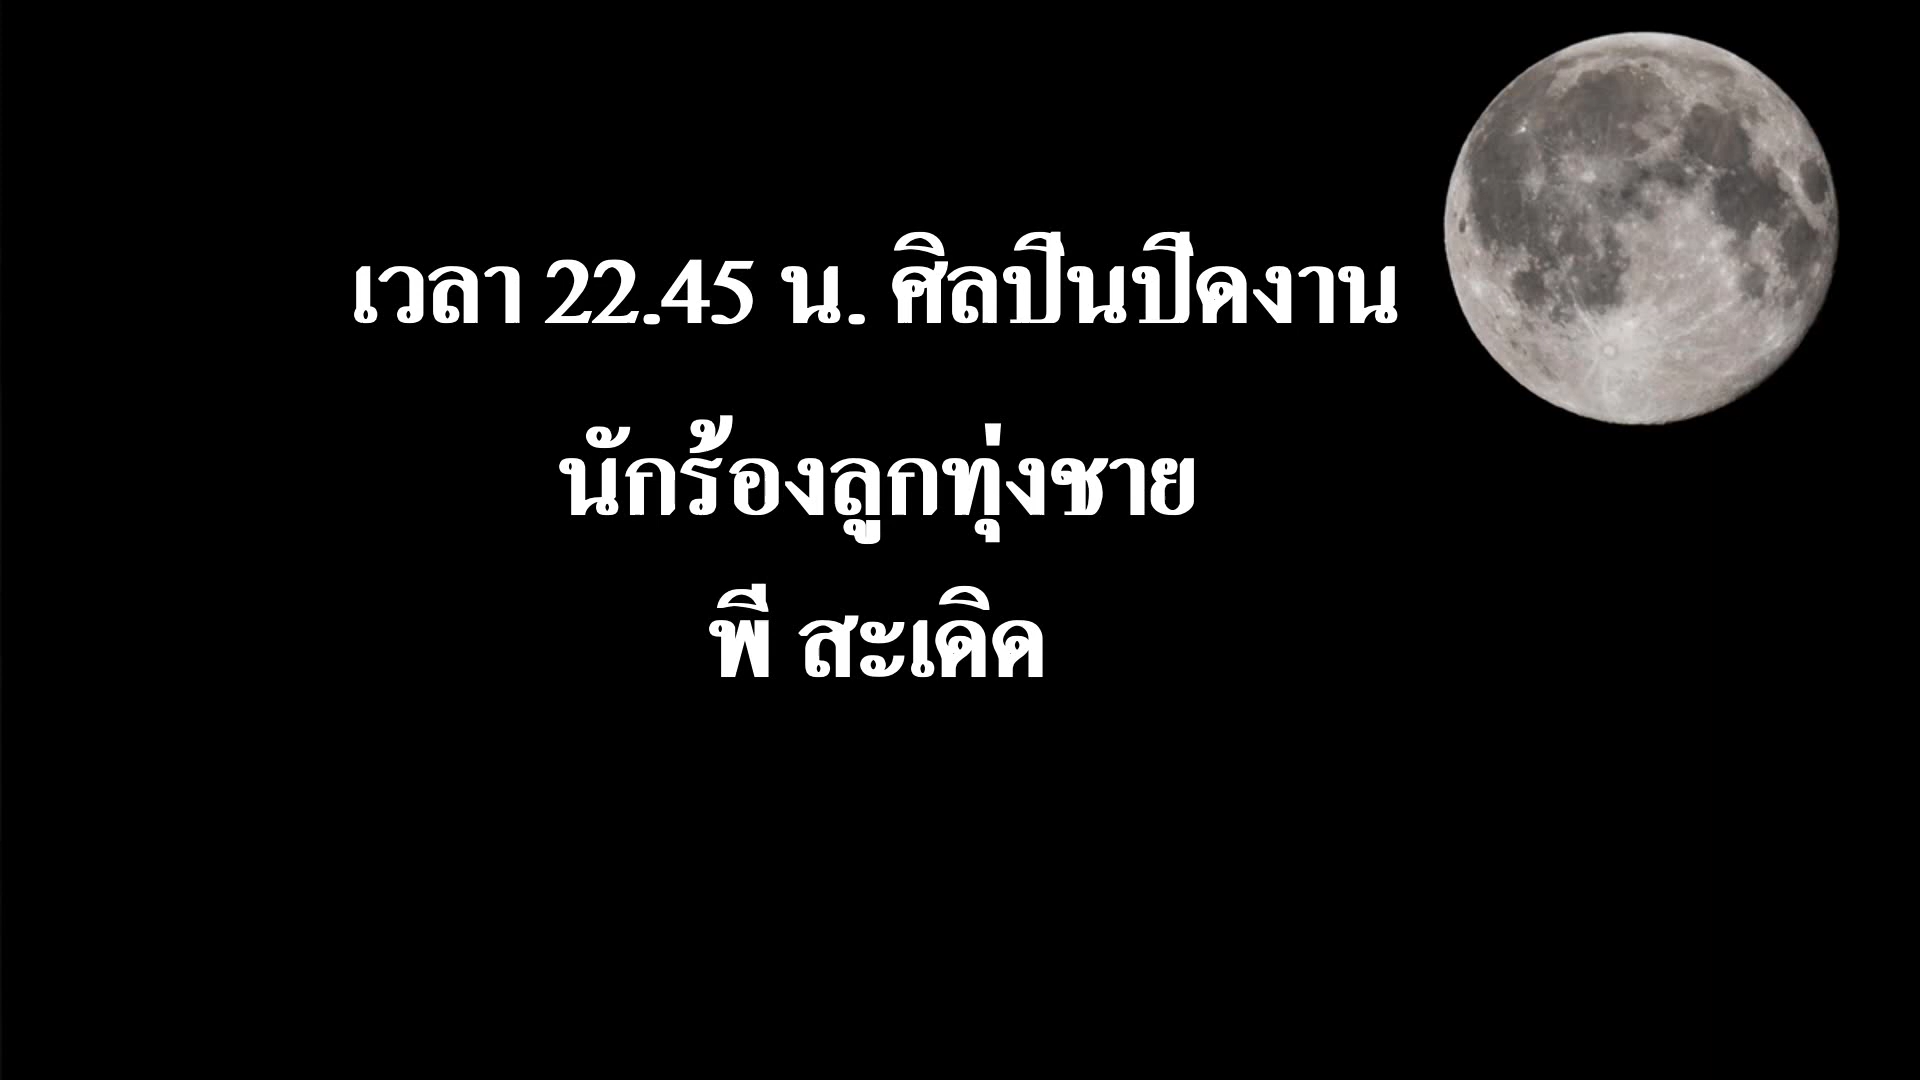 เวลา 22.45 น. ศิลปินปิดงาน
นักร้องลูกทุ่งชาย
พี สะเดิด